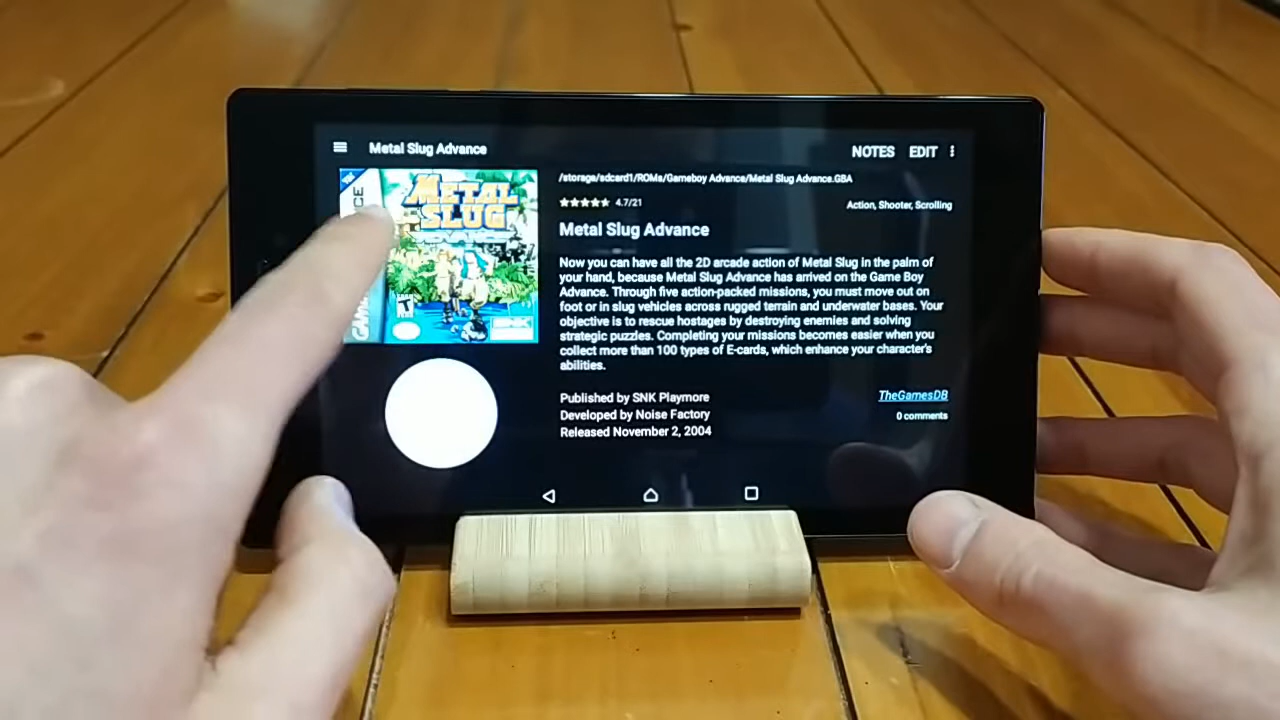 Metal Slug Advance
NOTES
EDIT
/storage/sdcard1/ROMs/Gameboy Advance/Metal Slug Advance.GBA
4.7/21
Action, Shooter, Scrolling
METAL
SLUG
ADVANCE
Metal Slug Advance
Now you can have all the 2D arcade action of Metal Slug in the palm of
your hand, because Metal Slug Advance has arrived on the Game Boy
Advance. Through five action-packed missions, you must move out on
foot or in slug vehicles across rugged terrain and underwater bases. Your
objective is to rescue hostages by destroying enemies and solving
strategic puzzles. Completing your missions becomes easier when you
collect more than 100 types of E-cards, which enhance your character's
abilities.
Published by SNK Playmore
Developed by Noise Factory
Released November 2, 2004
TheGamesDB
0 comments